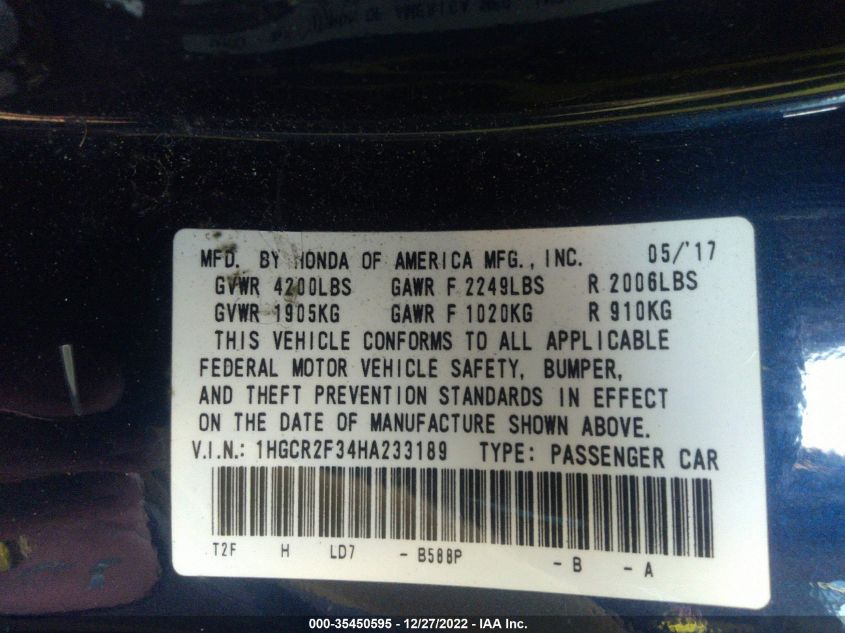 MFD. BY HONDA OF AMERICA MFG., INC. 05/'17
GVWR 4200LBS GAWR F 2249LBS R 2006LBS
GVWR 1905KG GAWR F 1020KG R 910KG
THIS VEHICLE CONFORMS TO ALL APPLICABLE
FEDERAL MOTOR VEHICLE SAFETY, BUMPER,
AND THEFT PREVENTION STANDARDS IN EFFECT
ON THE DATE OF MANUFACTURE SHOWN ABOVE.
V.I.N.: 1HGCR2F34HA233189 TYPE: PASSENGER CAR
T2F H LD7 - B588P - B - A
000-35450595 - 12/27/2022 - IAA Inc.